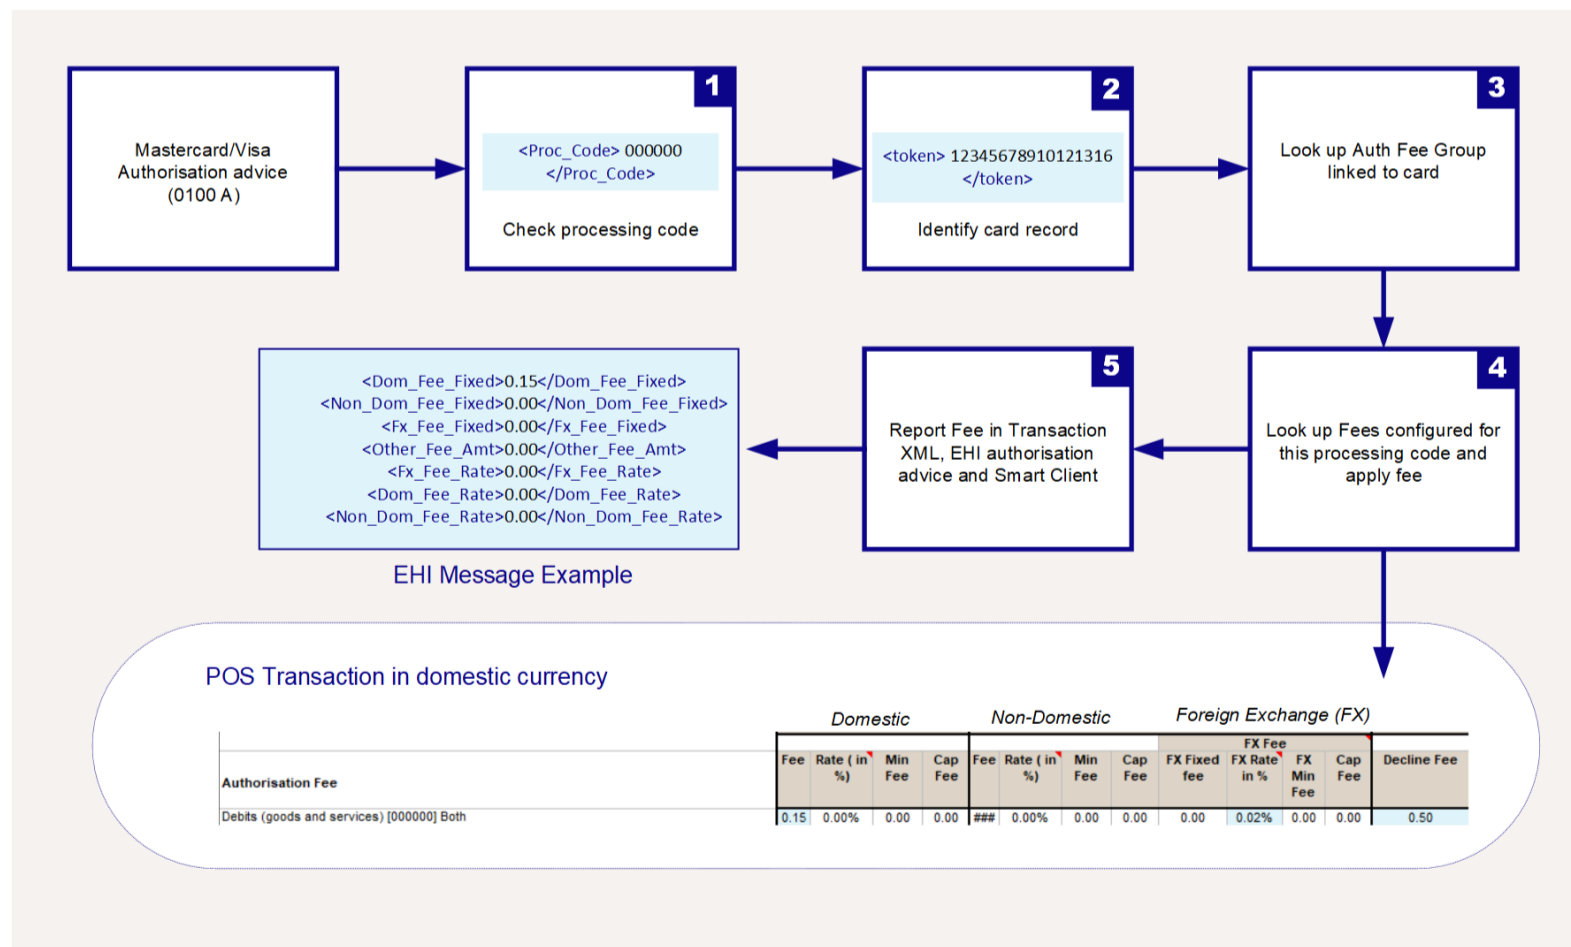 Mastercard/Visa
Authorisation advice
(0100 A)
1
<Proc_Code> 000000
</Proc_Code>
Check processing code
2
<token> 12345678910121316
</token>
Identify card record
3
Look up Auth Fee Group
linked to card
4
Look up Fees configured for
this processing code and
apply fee
5
Report Fee in Transaction
XML, EHI authorisation
advice and Smart Client
<Dom_Fee_Fixed>0.15</Dom_Fee_Fixed>
<Non_Dom_Fee_Fixed>0.00</Non_Dom_Fee_Fixed>
<Fx_Fee_Fixed>0.00</Fx_Fee_Fixed>
<Other_Fee_Amt>0.00</Other_Fee_Amt>
<Fx_Fee_Rate>0.00</Fx_Fee_Rate>
<Dom_Fee_Rate>0.00</Dom_Fee_Rate>
<Non_Dom_Fee_Rate>0.00</Non_Dom_Fee_Rate>
EHI Message Example
POS Transaction in domestic currency
Domestic Non-Domestic Foreign Exchange (FX)
FX Fee
Fee Rate ( in Min Cap Fee Rate ( in Min Cap FX Fixed FX Rate FX Cap Decline Fee
%) Fee Fee %) Fee Fee fee in % Min Fee
Authorisation Fee Fee
Debits (goods and services) [000000] Both 0.15 0.00% 0.00 0.00 ### 0.00% 0.00 0.00 0.00 0.02% 0.00 0.00 0.50